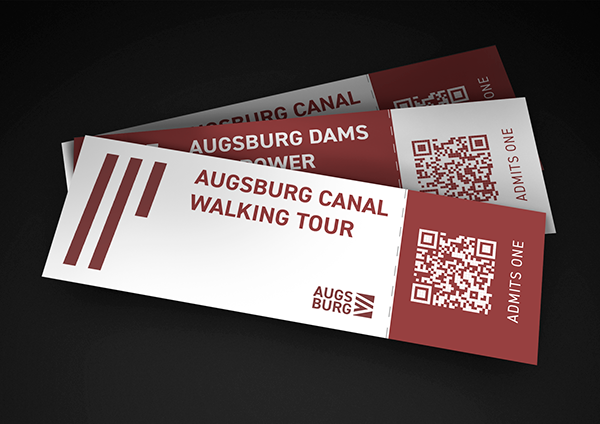 AUGSBURG CANAL
ADMITS ONE
AUGSBURG DAMS
POWER
ADMITS ONE
AUGSBURG CANAL
WALKING TOUR
AUGS
BURG
ADMITS ONE